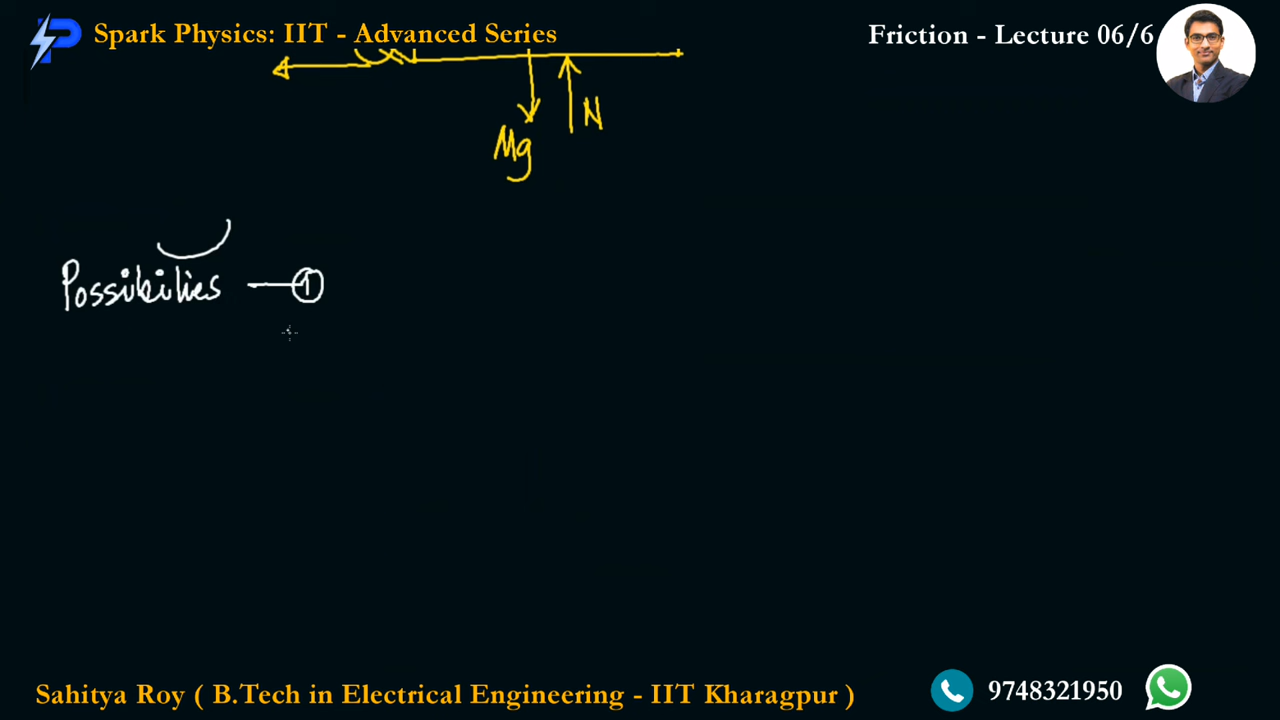 Spark Physics: IIT - Advanced Series
Friction - Lecture 06/6
N
Mg
Possibilies — ①
Sahitya Roy ( B.Tech in Electrical Engineering - IIT Kharagpur )
9748321950